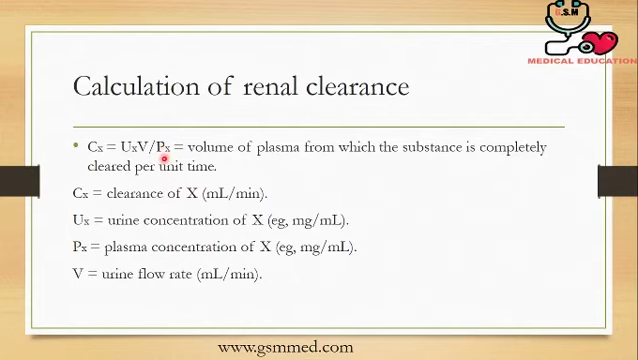 G.S.M
MEDICAL EDUCATION
Calculation of renal clearance
• Cx = UxV/Px = volume of plasma from which the substance is completely
cleared per unit time.
Cx = clearance of X (mL/min).
Ux = urine concentration of X (eg, mg/mL).
Px = plasma concentration of X (eg, mg/mL).
V = urine flow rate (mL/min).
www.gsmmed.com